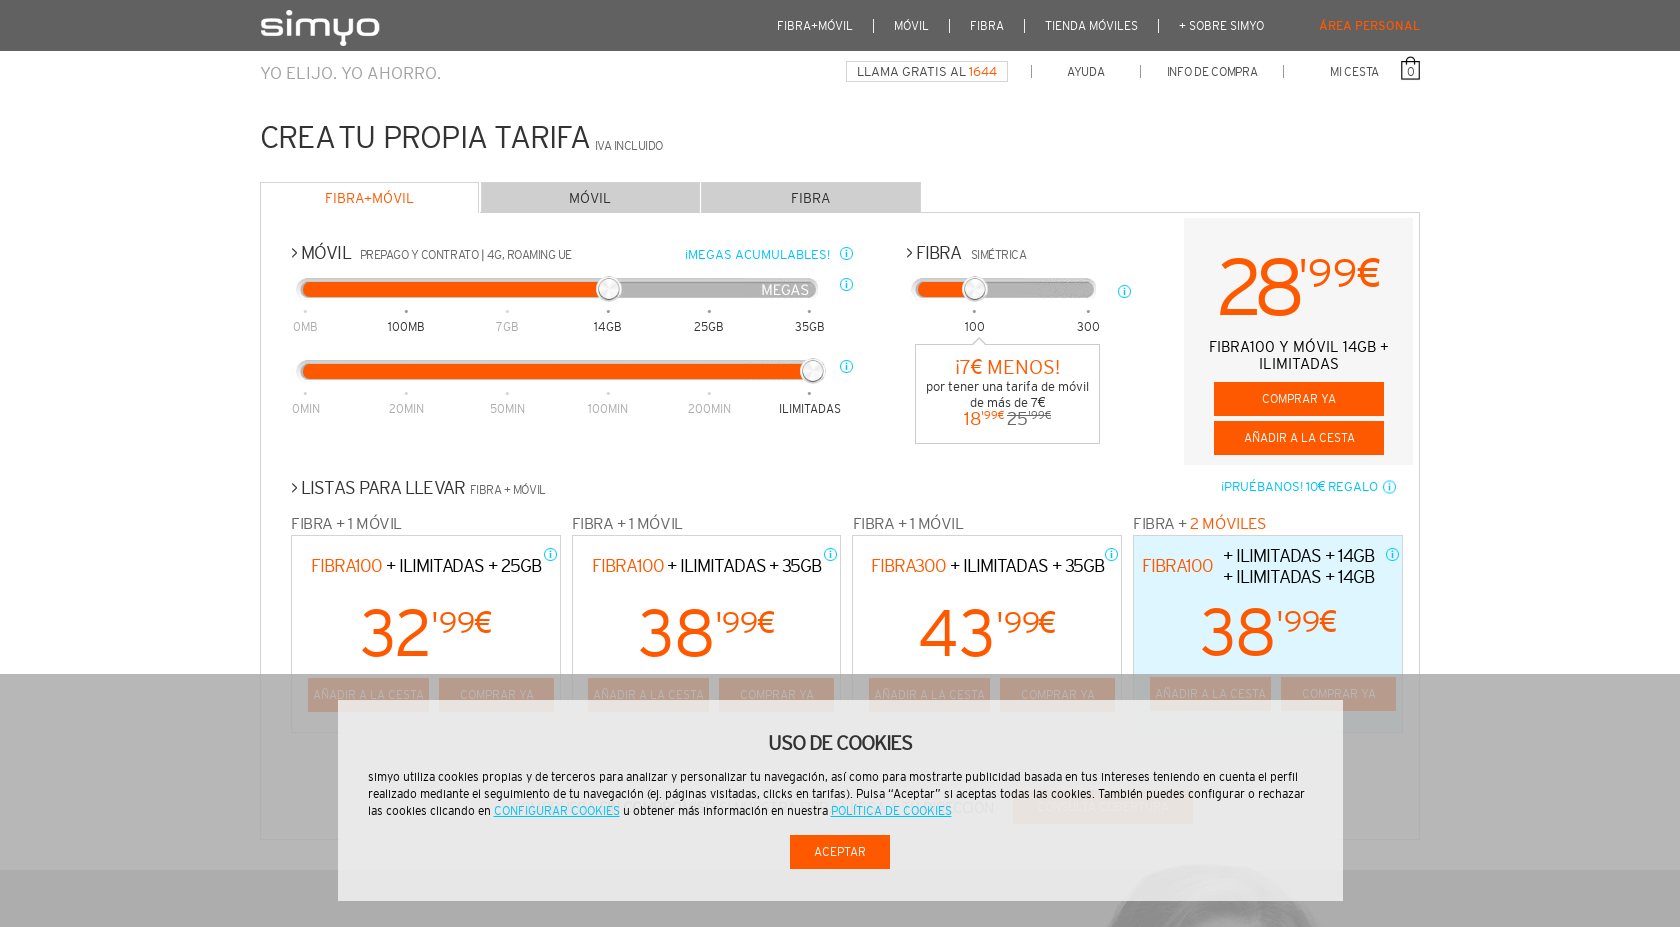 simyo
FIBRA+MÓVIL
MÓVIL
FIBRA
TIENDA MÓVILES
+ SOBRE SIMYO
ÁREA PERSONAL
YO ELIJO. YO AHORRO.
LLAMA GRATIS AL 1644
AYUDA
INFO DE COMPRA
MI CESTA
0
CREA TU PROPIA TARIFA IVA INCLUIDO
FIBRA+MÓVIL
MÓVIL
FIBRA
> MÓVIL PREPAGO Y CONTRATO | 4G, ROAMING UE
¡MEGAS ACUMULABLES!
MEGAS
0MB 100MB 7GB 14GB 25GB 35GB
0MIN 20MIN 50MIN 100MIN 200MIN ILIMITADAS
> FIBRA SIMÉTRICA
100 300
¡7€ MENOS!
por tener una tarifa de móvil
de más de 7€
18'99€ 25'99€
28'99€
FIBRA100 Y MÓVIL 14GB +
ILIMITADAS
COMPRAR YA
AÑADIR A LA CESTA
> LISTAS PARA LLEVAR FIBRA + MÓVIL
¡PRUÉBANOS! 10€ REGALO
FIBRA + 1 MÓVIL
FIBRA100 + ILIMITADAS + 25GB
32'99€
AÑADIR A LA CESTA
COMPRAR YA
FIBRA + 1 MÓVIL
FIBRA100 + ILIMITADAS + 35GB
38'99€
AÑADIR A LA CESTA
COMPRAR YA
FIBRA + 1 MÓVIL
FIBRA300 + ILIMITADAS + 35GB
43'99€
AÑADIR A LA CESTA
COMPRAR YA
FIBRA + 2 MÓVILES
FIBRA100
+ ILIMITADAS + 14GB
+ ILIMITADAS + 14GB
38'99€
AÑADIR A LA CESTA
COMPRAR YA
USO DE COOKIES
simyo utiliza cookies propias y de terceros para analizar y personalizar tu navegación, así como para mostrarte publicidad basada en tus intereses teniendo en cuenta el perfil
realizado mediante el seguimiento de tu navegación (ej. páginas visitadas, clicks en tarifas). Pulsa “Aceptar” si aceptas todas las cookies. También puedes configurar o rechazar
las cookies clicando en CONFIGURAR COOKIES u obtener más información en nuestra POLÍTICA DE COOKIES
ACEPTAR